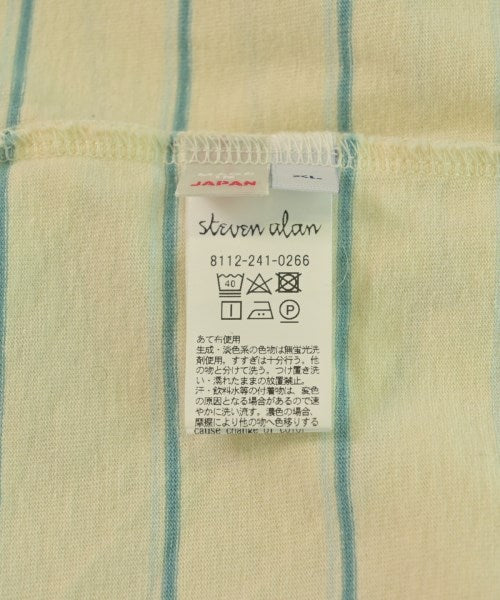 MADE
IN
JAPAN
steven alan
8112-241-0266
40
P
あて布使用
生成・淡色系の色物は無蛍光洗
剤使用、すすぎは十分行う。他
の物と分けて洗う。つけ置き洗
い・濡れたままの放置禁止。
汗・飲料水等の付着物は、変色
の原因となる場合があるので速
やかに洗い流す。濃色の場合、
摩擦により他の物へ色移りする
cause change of color